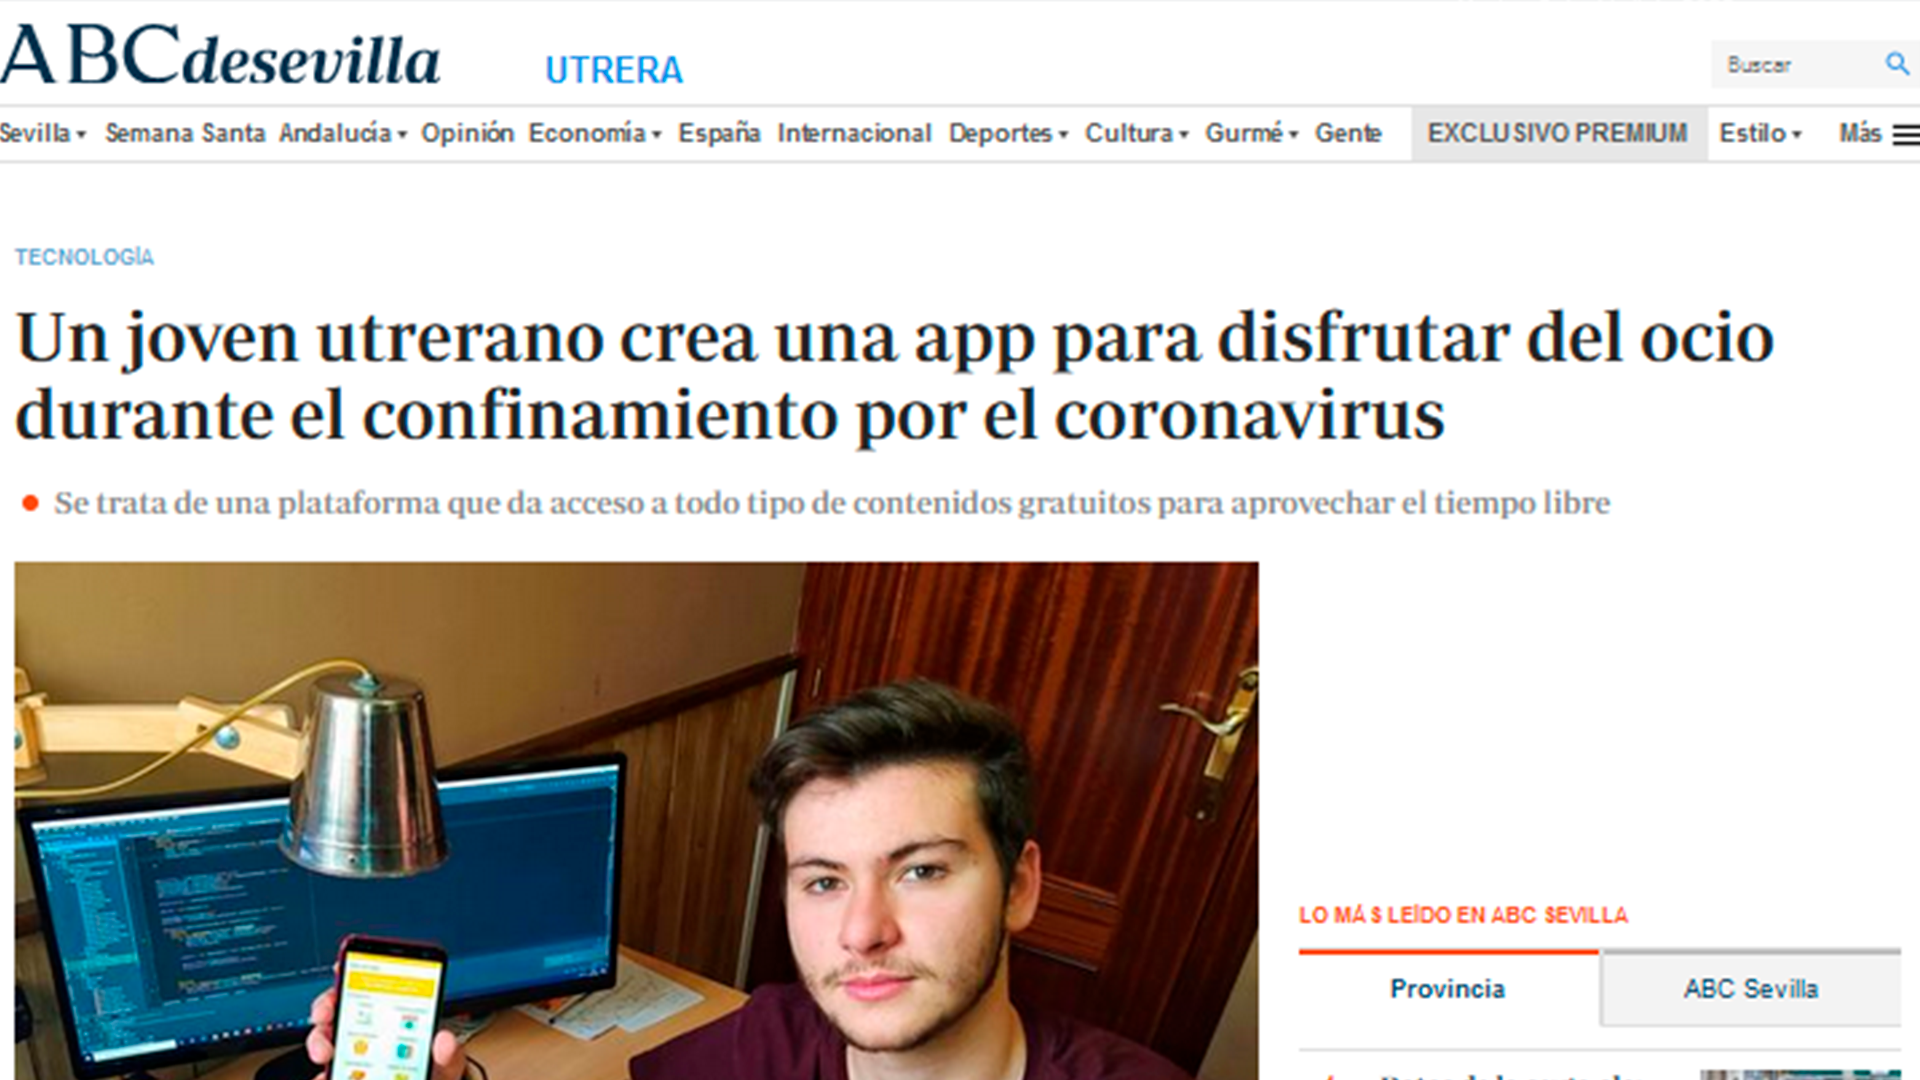 ABCdesevilla
UTRERA
Buscar
Sevilla Semana Santa Andalucía Opinión Economía España Internacional Deportes Cultura Gurmé Gente EXCLUSIVO PREMIUM Estilo Más
TECNOLOGÍA
Un joven utrerano crea una app para disfrutar del ocio
durante el confinamiento por el coronavirus
Se trata de una plataforma que da acceso a todo tipo de contenidos gratuitos para aprovechar el tiempo libre
LO MÁS LEÍDO EN ABC SEVILLA
Provincia
ABC Sevilla